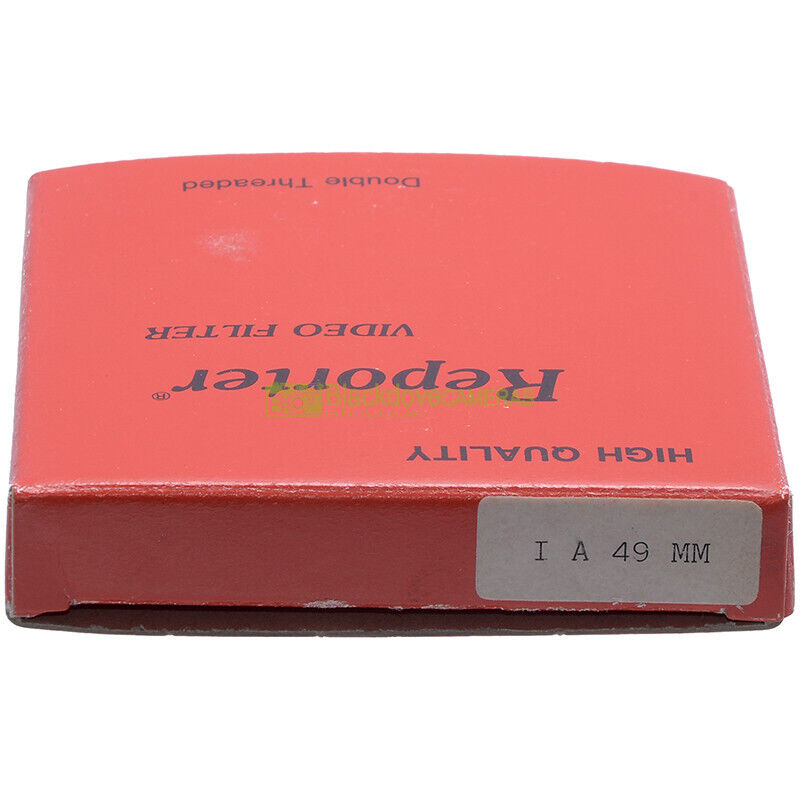 HIGH QUALITY
Reporter®
VIDEO FILTER
Double Threaded
I A 49 MM